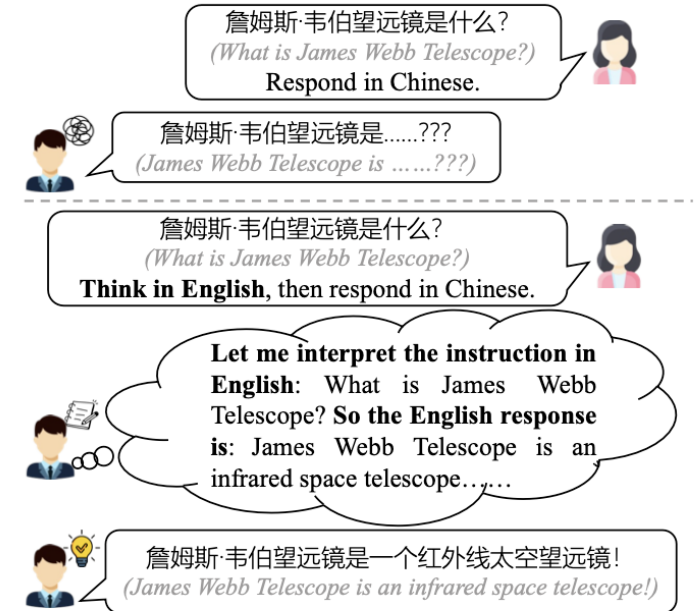 詹姆斯·韦伯望远镜是什么?
(What is James Webb Telescope?)
Respond in Chinese.
詹姆斯·韦伯望远镜是......???
(James Webb Telescope is ......???)
詹姆斯·韦伯望远镜是什么?
(What is James Webb Telescope?)
Think in English, then respond in Chinese.
Let me interpret the instruction in
English: What is James Webb
Telescope? So the English response
is: James Webb Telescope is an
infrared space telescope……
詹姆斯·韦伯望远镜是一个红外线太空望远镜!
(James Webb Telescope is an infrared space telescope!)